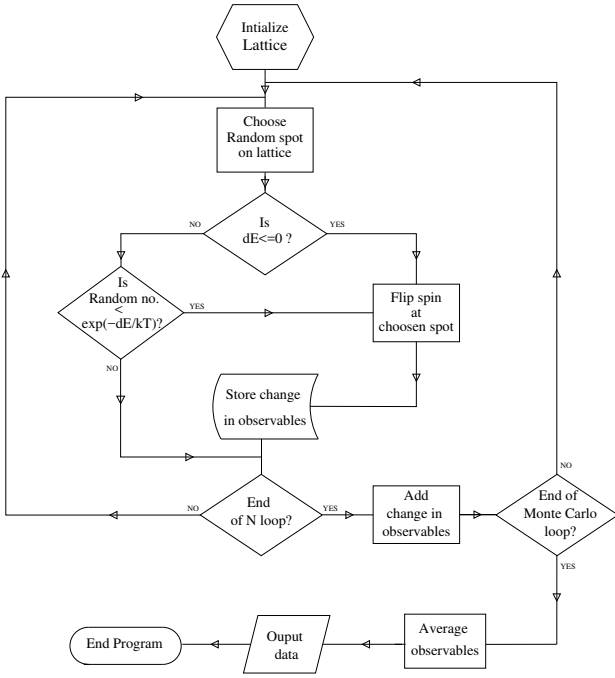 Intialize
Lattice
Choose
Random spot
on lattice
Is
dE<=0 ?
NO
YES
Is
Random no.
<
exp(−dE/kT)?
YES
NO
Flip spin
at
choosen spot
Store change
in observables
End
of N loop?
NO
YES
Add
change in
observables
End of
Monte Carlo
loop?
NO
YES
Average
observables
Ouput
data
End Program